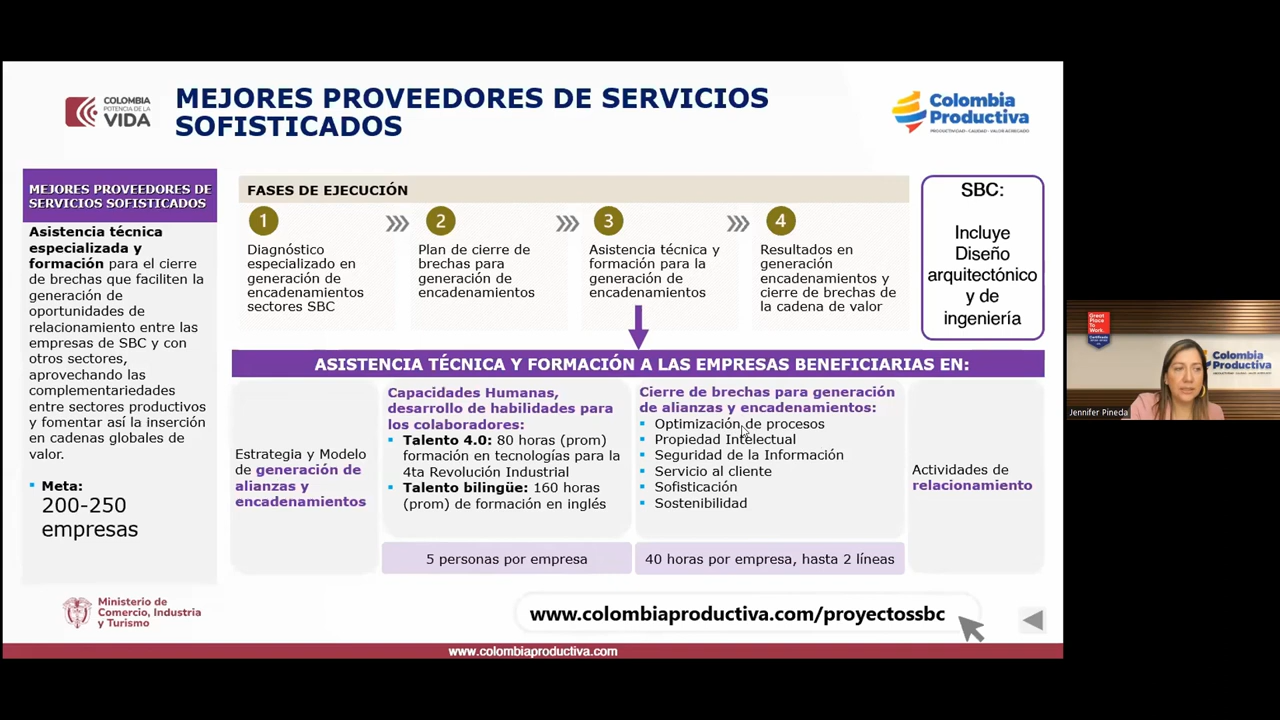 COLOMBIA
POTENCIA DE LA
VIDA
MEJORES PROVEEDORES DE SERVICIOS
SOFISTICADOS
Colombia
Productiva
PRODUCTIVIDAD · CALIDAD · VALOR AGREGADO
MEJORES PROVEEDORES DE
SERVICIOS SOFISTICADOS
Asistencia técnica
especializada y
formación para el cierre
de brechas que faciliten la
generación de
oportunidades de
relacionamiento entre las
empresas de SBC y con
otros sectores,
aprovechando las
complementariedades
entre sectores productivos
y fomentar así la inserción
en cadenas globales de
valor.
Meta:
200-250
empresas
FASES DE EJECUCIÓN
1
Diagnóstico
especializado en
generación de
encadenamientos
sectores SBC
2
Plan de cierre de
brechas para
generación de
encadenamientos
3
Asistencia técnica y
formación para la
generación de
encadenamientos
4
Resultados en
generación
encadenamientos y
cierre de brechas de
la cadena de valor
SBC:
Incluye
Diseño
arquitectónico
y de
ingeniería
ASISTENCIA TÉCNICA Y FORMACIÓN A LAS EMPRESAS BENEFICIARIAS EN:
Estrategia y Modelo
de generación de
alianzas y
encadenamientos
Capacidades Humanas,
desarrollo de habilidades para
los colaboradores:
Talento 4.0: 80 horas (prom)
formación en tecnologías para la
4ta Revolución Industrial
Talento bilingüe: 160 horas
(prom) de formación en inglés
5 personas por empresa
Cierre de brechas para generación
de alianzas y encadenamientos:
Optimización de procesos
Propiedad Intelectual
Seguridad de la Información
Servicio al cliente
Sofisticación
Sostenibilidad
40 horas por empresa, hasta 2 líneas
Actividades de
relacionamiento
Ministerio de
Comercio, Industria
y Turismo
www.colombiaproductiva.com/proyectossbc
www.colombiaproductiva.com
Great
Place
To
Work.
Colombia
Productiva
Jennifer Pineda